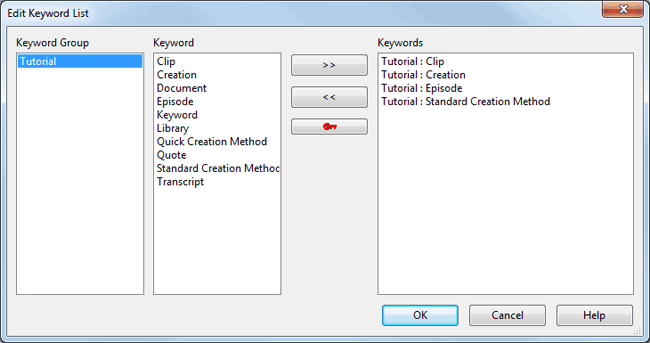 Edit Keyword List
Keyword Group
Tutorial
Keyword
Clip
Creation
Document
Episode
Keyword
Library
Quick Creation Method
Quote
Standard Creation Method
Transcript
>>
<<
Keywords
Tutorial : Clip
Tutorial : Creation
Tutorial : Episode
Tutorial : Standard Creation Method
OK
Cancel
Help